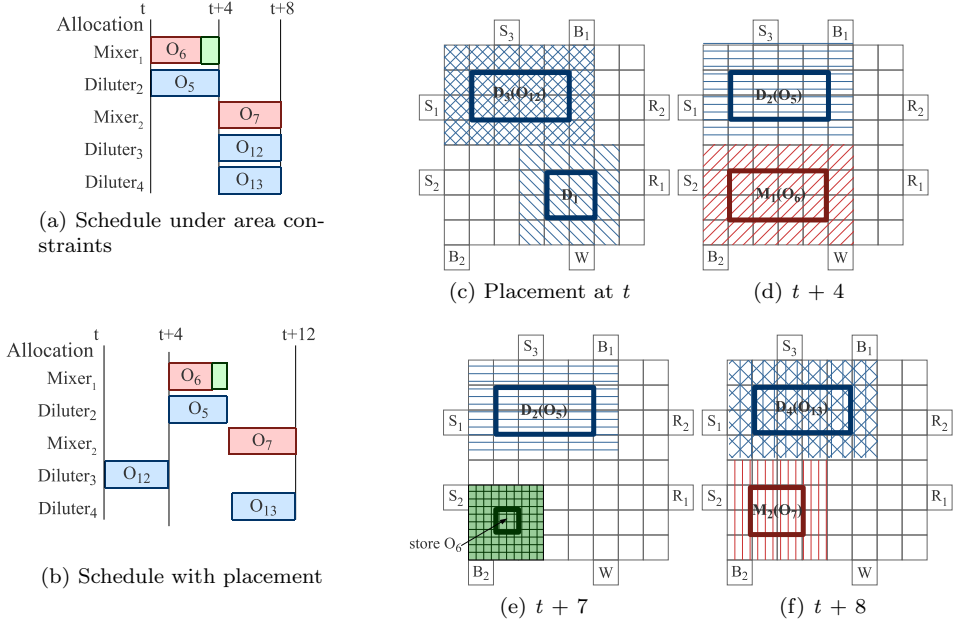 t t+4 t+8
Allocation
Mixer₁ O₆
Diluter₂ O₅
Mixer₂ O₇
Diluter₃ O₁₂
Diluter₄ O₁₃
(a) Schedule under area con-
straints
t t+4 t+12
Allocation
Mixer₁ O₆
Diluter₂ O₅
Mixer₂ O₇
Diluter₃ O₁₂
Diluter₄ O₁₃
(b) Schedule with placement
S₃ B₁
D₃(O₁₂)
S₁ R₂
S₂ R₁
D₁
B₂ W
(c) Placement at t
S₃ B₁
D₂(O₅)
S₁ R₂
S₂ R₁
M₁(O₆)
B₂ W
(d) t + 4
S₃ B₁
D₂(O₅)
S₁ R₂
S₂ R₁
store O₆
B₂ W
(e) t + 7
S₃ B₁
D₄(O₁₃)
S₁ R₂
S₂ R₁
M₂(O₇)
B₂ W
(f) t + 8